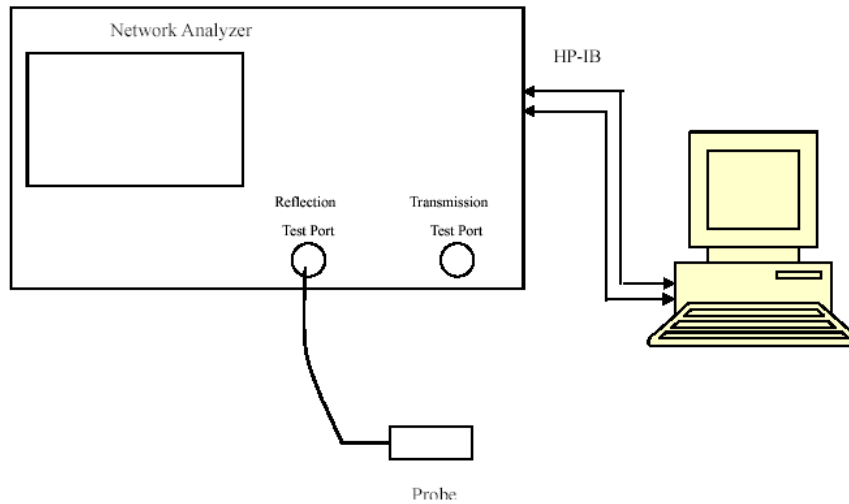 Network Analyzer
HP-IB
Reflection
Test Port
Transmission
Test Port
Probe